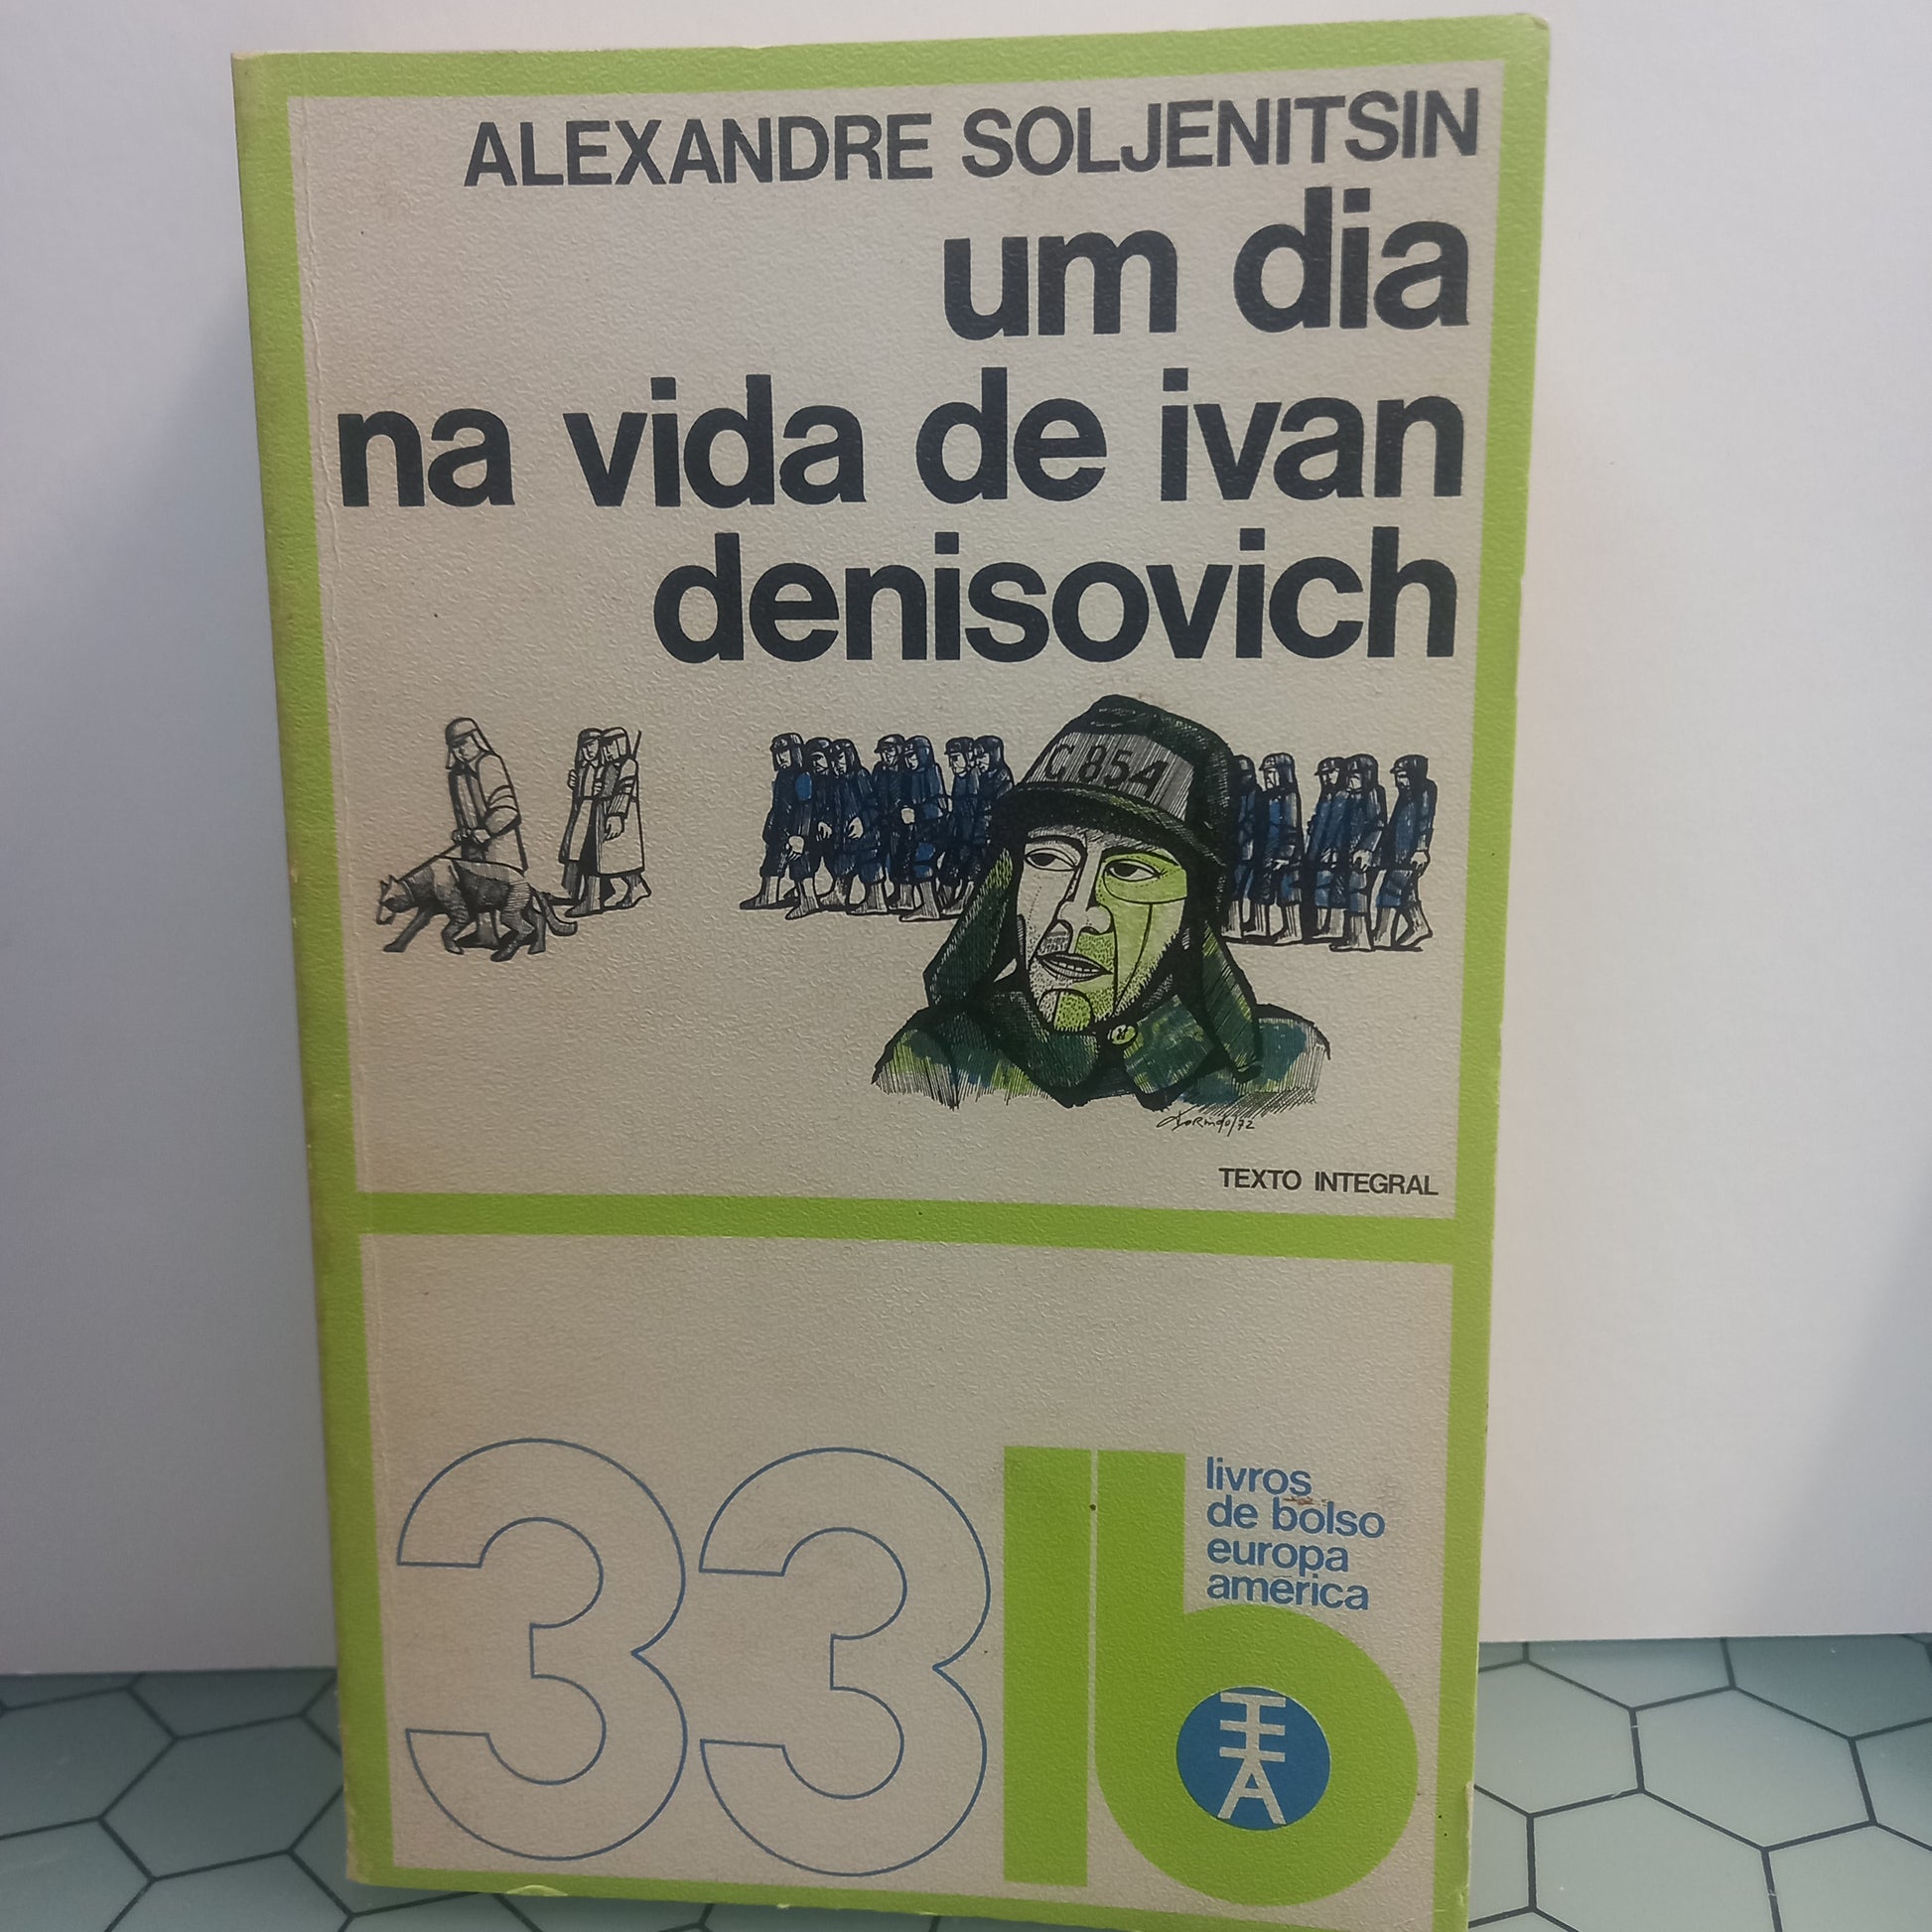 ALEXANDRE SOLJENITSIN
um dia
na vida de ivan
denisovich
C 854
TEXTO INTEGRAL
33
lb
livros
de bolso
europa
america
EA